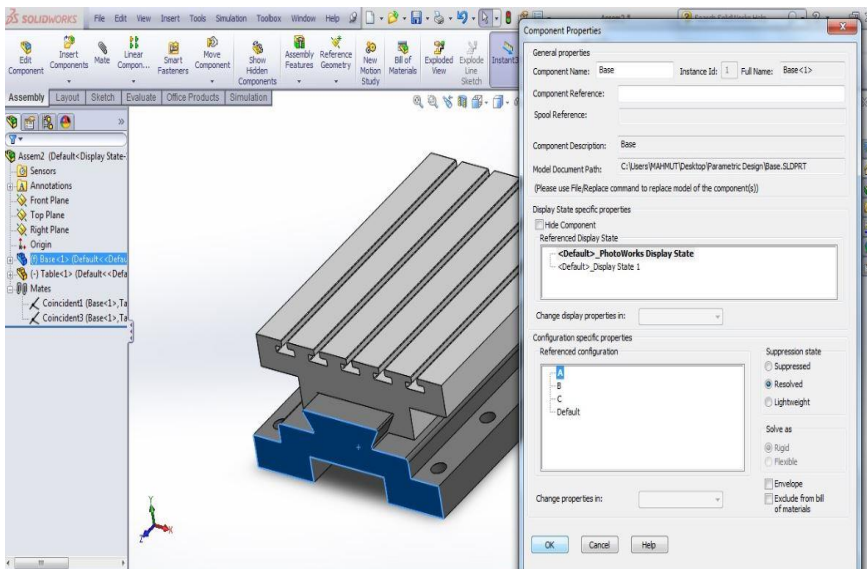 SOLIDWORKS File Edit View Insert Tools Simulation Toolbox Window Help
Edit Component
Insert Components
Mate
Linear Compon...
Smart Fasteners
Move Component
Show Hidden Components
Assembly Features
Reference Geometry
New Motion Study
Bill of Materials
Exploded View
Explode Line Sketch
Assembly Layout Sketch Evaluate Office Products Simulation
Assem2 (Default<Display State-
Sensors
Annotations
Front Plane
Top Plane
Right Plane
Origin
(f) Base<1> (Default<<Defau
(-) Table<1> (Default<<Defa
Mates
Coincident1 (Base<1>,Ta
Coincident3 (Base<1>,Ta
Y
X
Z
Component Properties
General properties
Component Name: Base Instance Id: 1 Full Name: Base<1>
Component Reference:
Spool Reference:
Component Description: Base
Model Document Path: C:\Users\MAHMUT\Desktop\Parametric Design\Base.SLDPRT
(Please use File/Replace command to replace model of the component(s))
Display State specific properties
Hide Component
Referenced Display State
<Default>_PhotoWorks Display State
<Default>_Display State 1
Change display properties in:
Configuration specific properties
Referenced configuration
A
B
C
Default
Suppression state
Suppressed
Resolved
Lightweight
Solve as
Rigid
Flexible
Envelope
Exclude from bill
of materials
Change properties in:
OK Cancel Help